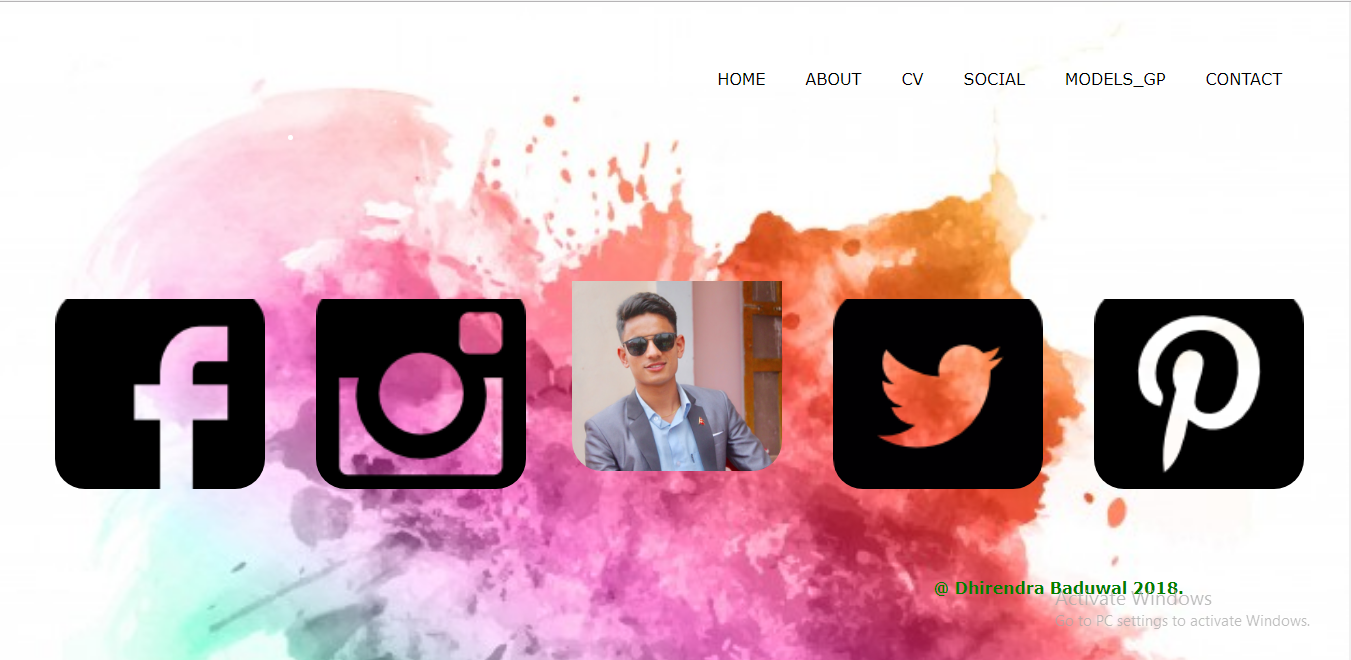 HOME ABOUT CV SOCIAL MODELS_GP CONTACT
@ Dhirendra Baduwal 2018.
Activate Windows
Go to PC settings to activate Windows.